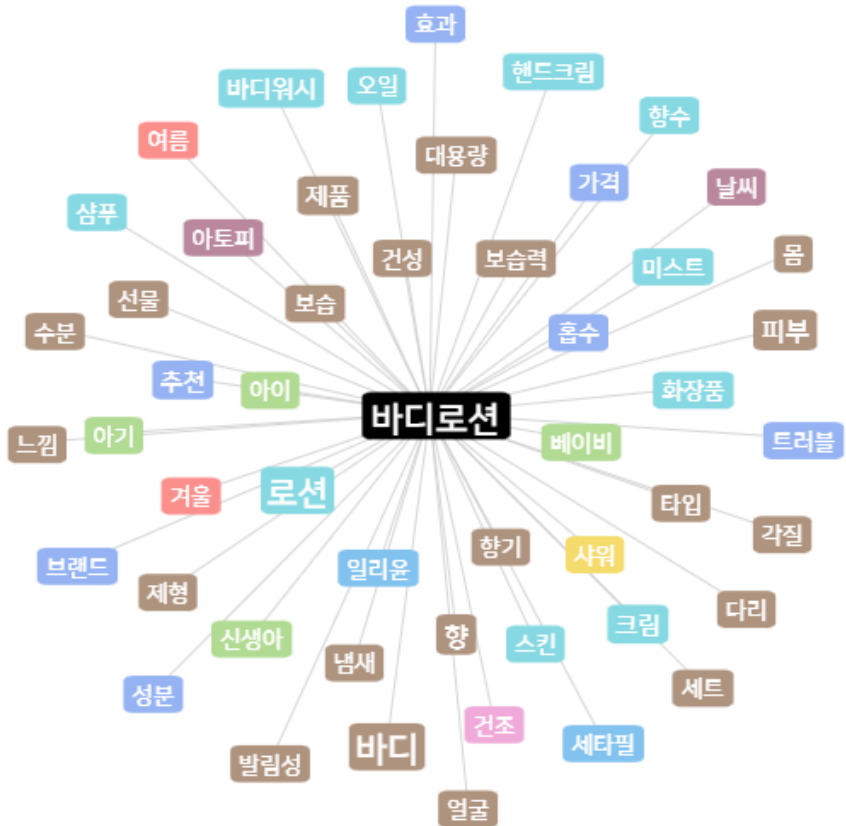 효과
핸드크림
바디워시
오일
향수
여름
대용량
가격
날씨
제품
샴푸
아토피
건성
보습력
몸
미스트
선물
보습
수분
홉수
피부
추천
아이
화장품
바디로션
느낌
아기
베이비
트러블
겨울
로션
타입
각질
향기
샤워
브랜드
일리윤
제형
다리
신생아
향
스킨
크림
냄새
성분
세트
건조
바디
세타필
발림성
얼굴